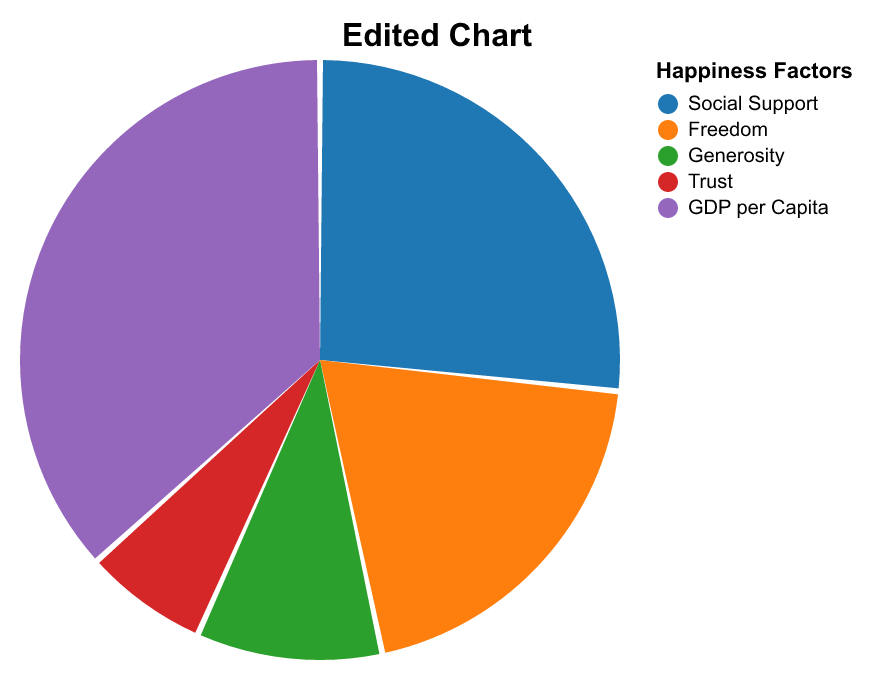 Edited Chart
Happiness Factors
Social Support
Freedom
Generosity
Trust
GDP per Capita